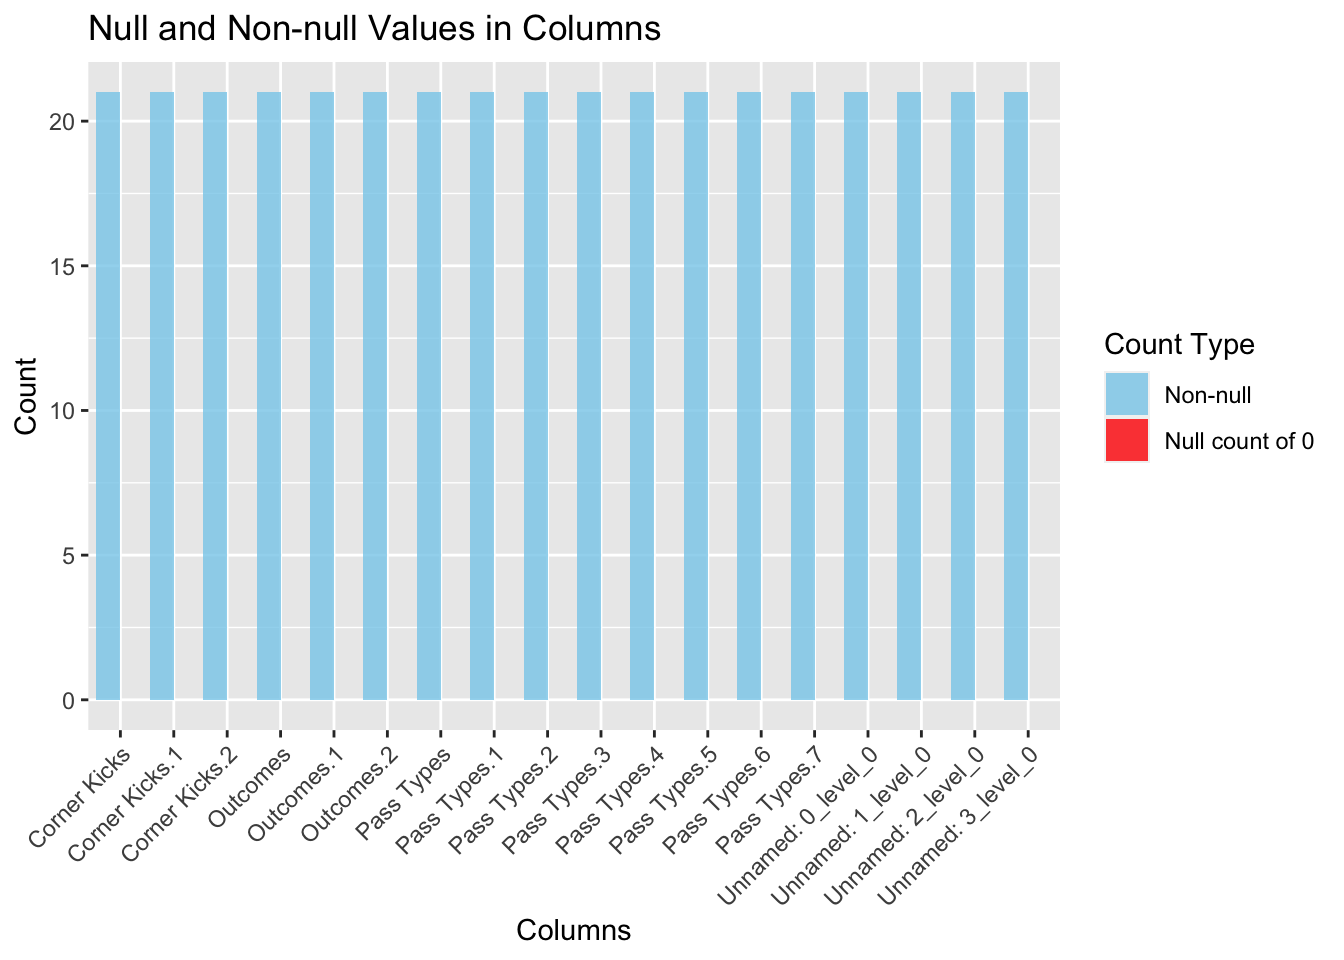 Null and Non-null Values in Columns
Count
20
15
10
5
0
Corner Kicks
Corner Kicks.1
Corner Kicks.2
Outcomes
Outcomes.1
Outcomes.2
Pass Types
Pass Types.1
Pass Types.2
Pass Types.3
Pass Types.4
Pass Types.5
Pass Types.6
Pass Types.7
Unnamed: 0_level_0
Unnamed: 1_level_0
Unnamed: 2_level_0
Unnamed: 3_level_0
Columns
Count Type
Non-null
Null count of 0